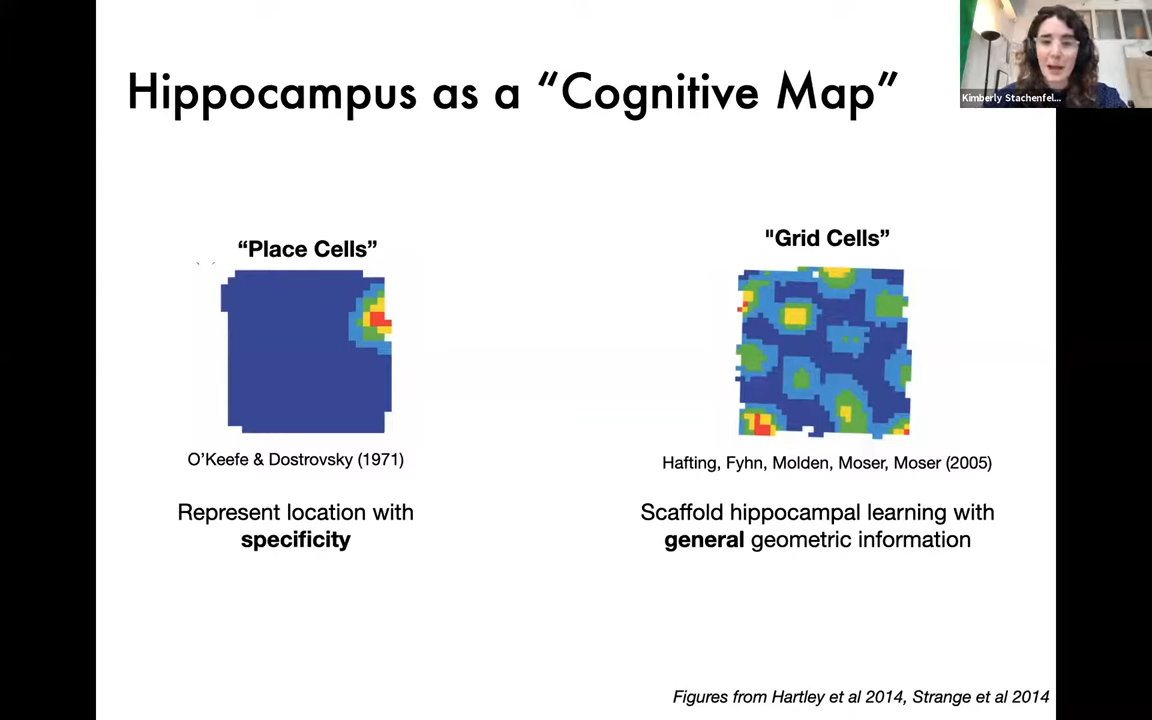 Hippocampus as a “Cognitive Map”
Kimberly Stachenfel...
“Place Cells”
"Grid Cells”
O’Keefe & Dostrovsky (1971)
Hafting, Fyhn, Molden, Moser, Moser (2005)
Represent location with
specificity
Scaffold hippocampal learning with
general geometric information
Figures from Hartley et al 2014, Strange et al 2014